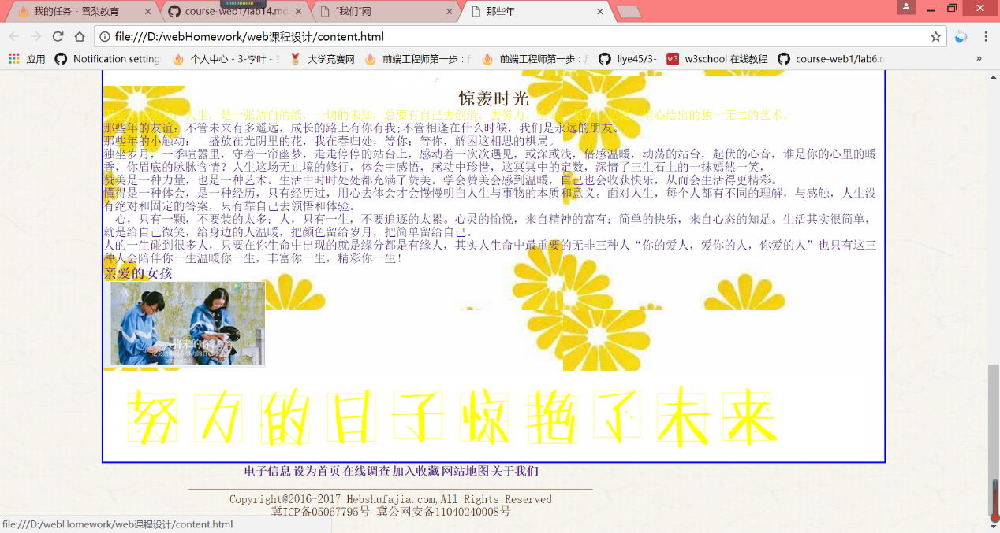 我的任务 - 雪梨教育
course-web1/lab14.md
“我们”网
那些年
file:///D:/webHomework/web课程设计/content.html
应用 Notification setting 个人中心 - 3-李叶 - 大学竞赛网 前端工程师第一步: 前端工程师第一步: liye45/3- w3school 在线教程 course-web1/lab6.m »
惊羡时光
人生, 是一张洁白的纸, 一切的未知, 总要有自己去创造, 去努力, 用心绘出的独一无二的艺术。
那些年的友谊: 不管未来有多遥远, 成长的路上有你有我;不管相逢在什么时候, 我们是永远的朋友。
那些年的小触动: 盛放在光阴里的花, 我在春归处, 等你; 等你, 解困这相思的棋局。
独坐岁月, 一季喧嚣里, 守着一帘幽梦, 走走停停的站台上, 感动着一次次遇见, 或深或浅, 倍感温暖, 动荡的站台, 起伏的心音, 谁是你的心里的暖
香, 你眉底的脉脉含情? 人生这场无止境的修行, 体会中感悟, 感动中珍惜, 这冥冥中的定数, 深情了三生石上的一抹嫣然一笑,
赞美是一种力量, 也是一种艺术。生活中时时处处都充满了赞美。学会赞美会感到温暖, 自己也会收获快乐, 从而会生活得更精彩。
懂得是一种体会, 是一种经历, 只有经历过, 用心去体会才会慢慢明白人生与事物的本质和意义。面对人生, 每个人都有不同的理解, 与感触, 人生没
有绝对和固定的答案, 只有靠自己去领悟和体验。
心, 只有一颗, 不要装的太多; 人, 只有一生, 不要追逐的太累。心灵的愉悦, 来自精神的富有; 简单的快乐, 来自心态的知足。生活其实很简单,
就是给自己微笑, 给身边的人温暖, 把颜色留给岁月, 把简单留给自己。
人的一生碰到很多人, 只要在你生命中出现的就是缘分都是有缘人, 其实人生命中最重要的无非三种人“你的爱人, 爱你的人, 你爱的人”也只有这三
种人会陪伴你一生温暖你一生, 丰富你一生, 精彩你一生!
亲爱的女孩
将来的你
努力的日子惊艳了未来
电子信息 设为首页 在线调查 加入收藏 网站地图 关于我们
Copyright@2016-2017 Hebshufajia.com,All Rights Reserved
冀ICP备05067795号 冀公网安备11040240008号
file:///D:/webHomework/web课程设计/content.html